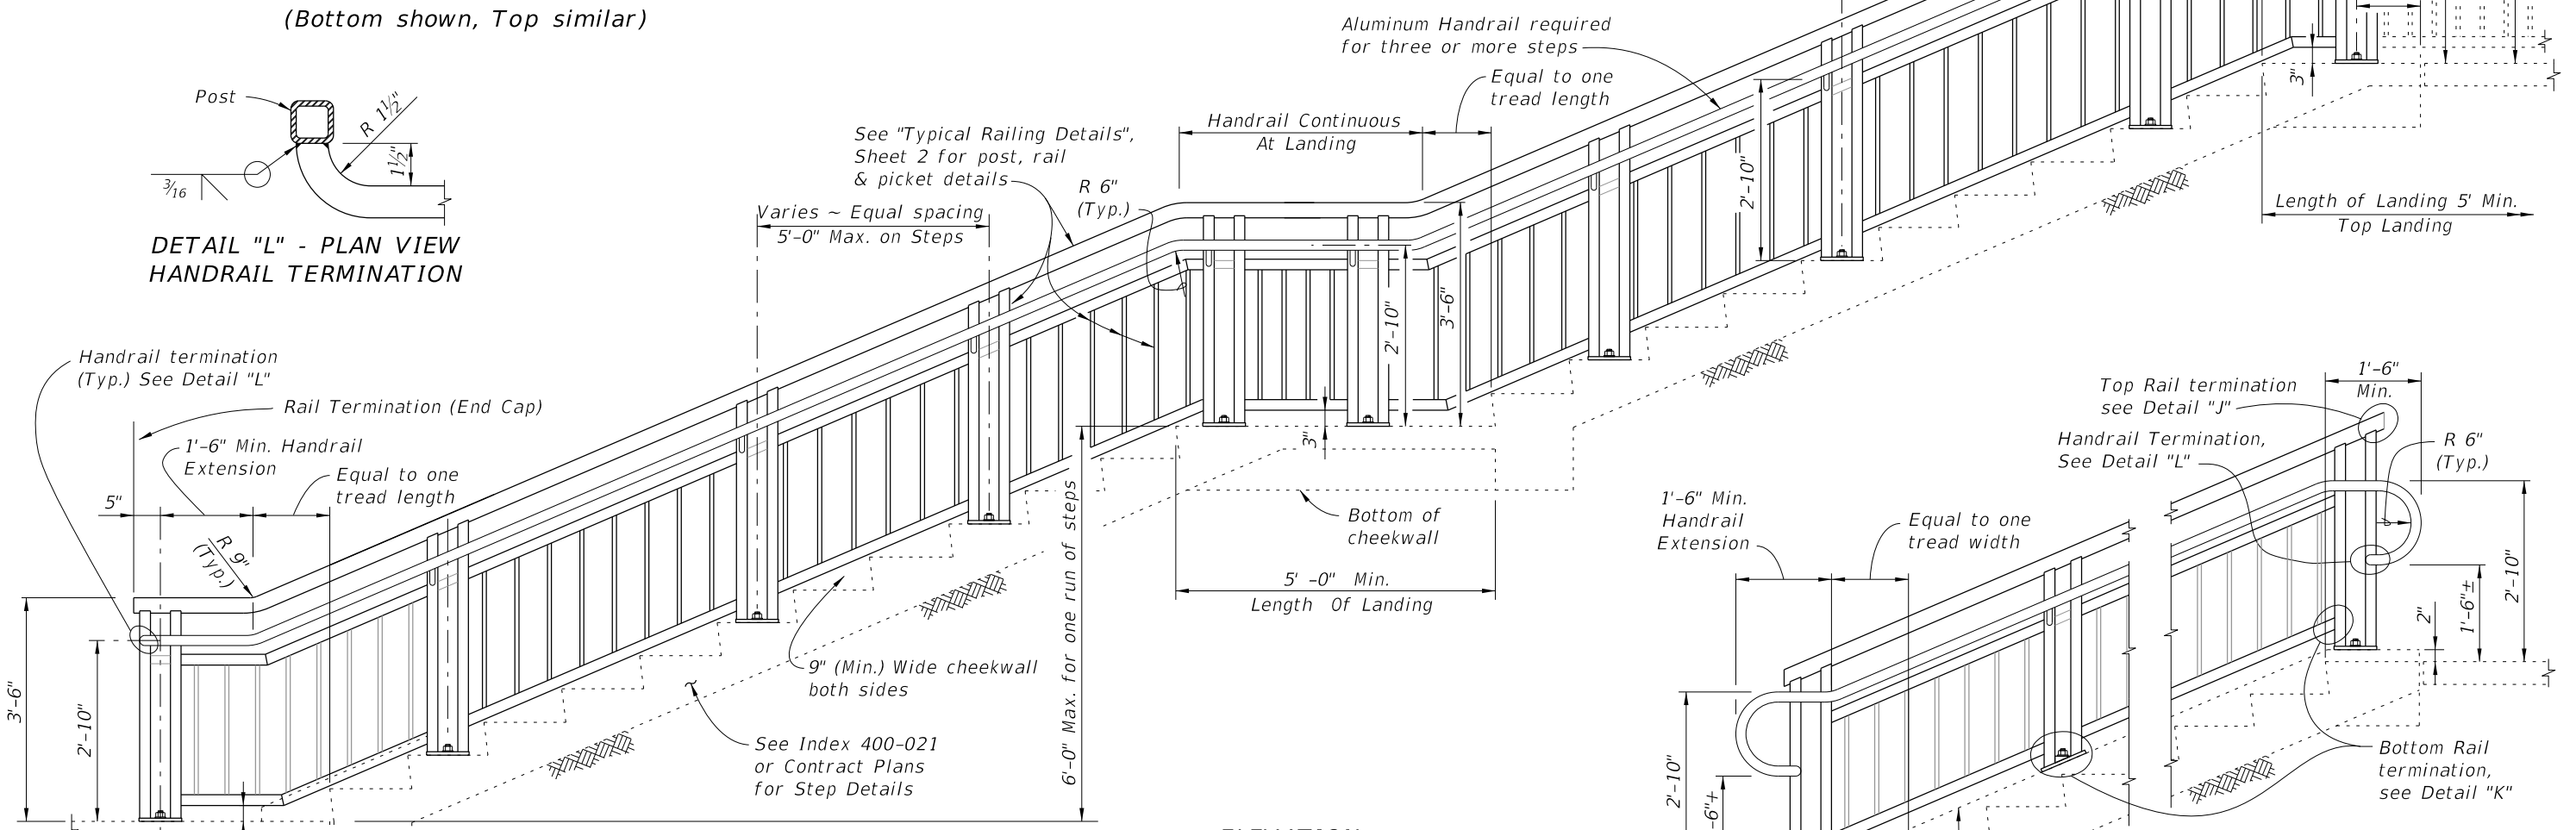 (Bottom shown, Top similar)
Post
R 1½"
1½"
3/16
DETAIL "L" - PLAN VIEW
HANDRAIL TERMINATION
Aluminum Handrail required
for three or more steps
Equal to one
tread length
Handrail Continuous
At Landing
See "Typical Railing Details",
Sheet 2 for post, rail
& picket details
R 6"
(Typ.)
Varies ~ Equal spacing
5'-0" Max. on Steps
2'-10"
3"
Length of Landing 5' Min.
Top Landing
2'-10"
3'-6"
3"
Handrail termination
(Typ.) See Detail "L"
Rail Termination (End Cap)
1'-6" Min. Handrail
Extension
Equal to one
tread length
5"
R 9"
(Typ.)
3'-6"
2'-10"
6'-0" Max. for one run of steps
Bottom of
cheekwall
5' -0" Min.
Length Of Landing
9" (Min.) Wide cheekwall
both sides
See Index 400-021
or Contract Plans
for Step Details
1'-6"
Min.
Top Rail termination
see Detail "J"
Handrail Termination,
See Detail "L"
R 6"
(Typ.)
1'-6" Min.
Handrail
Extension
Equal to one
tread width
2"
1'-6"±
2'-10"
2'-10"
Bottom Rail
termination,
see Detail "K"